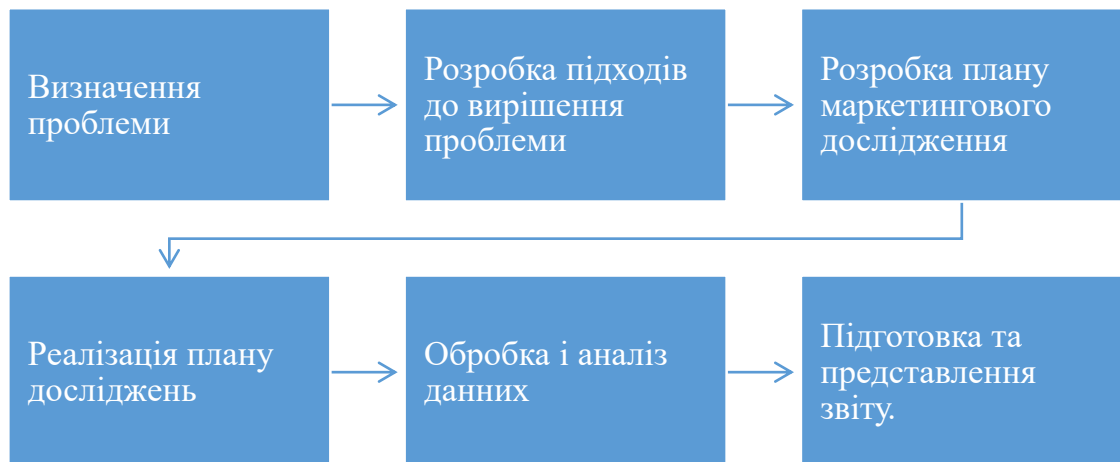 Визначення
проблеми
Розробка підходів
до вирішення
проблеми
Розробка плану
маркетингового
дослідження
Реалізація плану
досліджень
Обробка і аналіз
данних
Підготовка та
представлення
звіту.